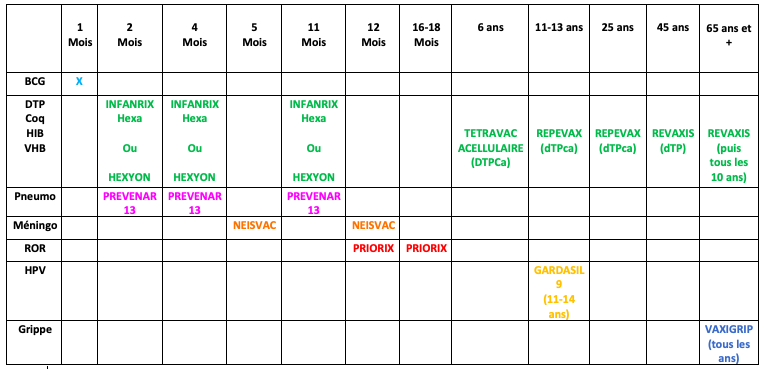 1 Mois 2 Mois 4 Mois 5 Mois 11 Mois 12 Mois 16-18 Mois 6 ans 11-13 ans 25 ans 45 ans 65 ans et +
BCG X
DTP INFANRIX INFANRIX INFANRIX
Coq Hexa Hexa Hexa
HIB TETRAVAC REPEVAX REPEVAX REVAXIS REVAXIS
VHB Ou Ou Ou ACELLULAIRE (dTPca) (dTPca) (dTP) (puis
(DTPCa) tous les
HEXYON HEXYON HEXYON 10 ans)
Pneumo PREVENAR PREVENAR PREVENAR
13 13 13
Méningo NEISVAC NEISVAC
ROR PRIORIX PRIORIX
HPV GARDASIL
9
(11-14
ans)
Grippe VAXIGRIP
(tous les
ans)